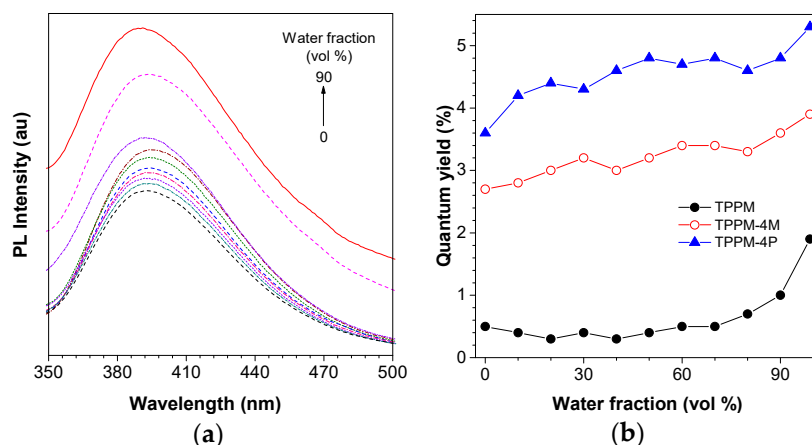 Water fraction
(vol %)
90
0
PL Intensity (au)
350 380 410 440 470 500
Wavelength (nm)
(a)
Quantum yield (%)
5
4
3
2
1
0
TPPM
TPPM-4M
TPPM-4P
0 30 60 90
Water fraction (vol %)
(b)